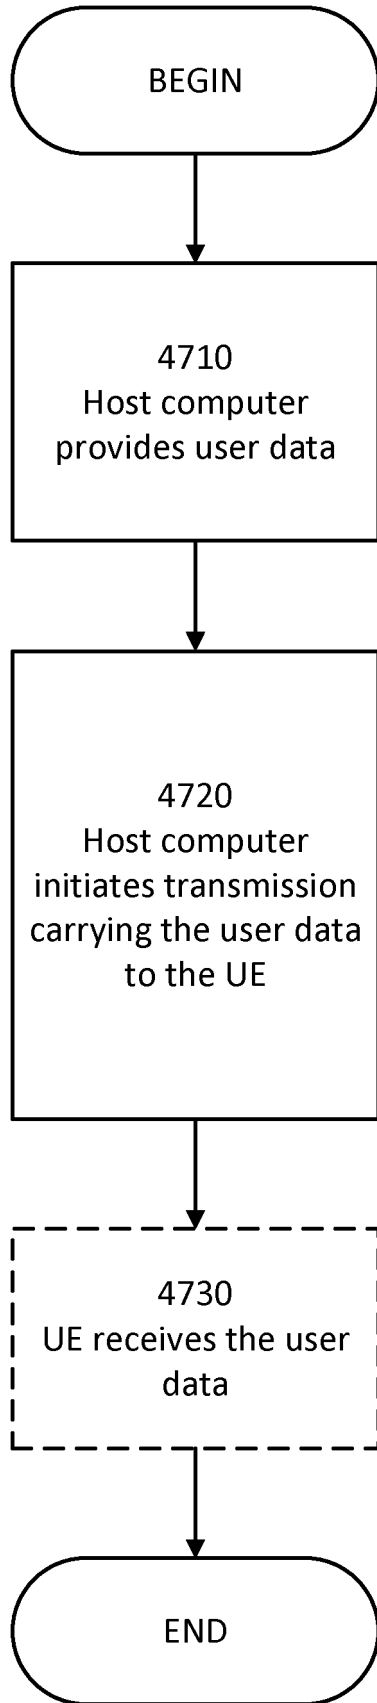 BEGIN
4710
Host computer
provides user data
4720
Host computer
initiates transmission
carrying the user data
to the UE
4730
UE receives the user
data
END